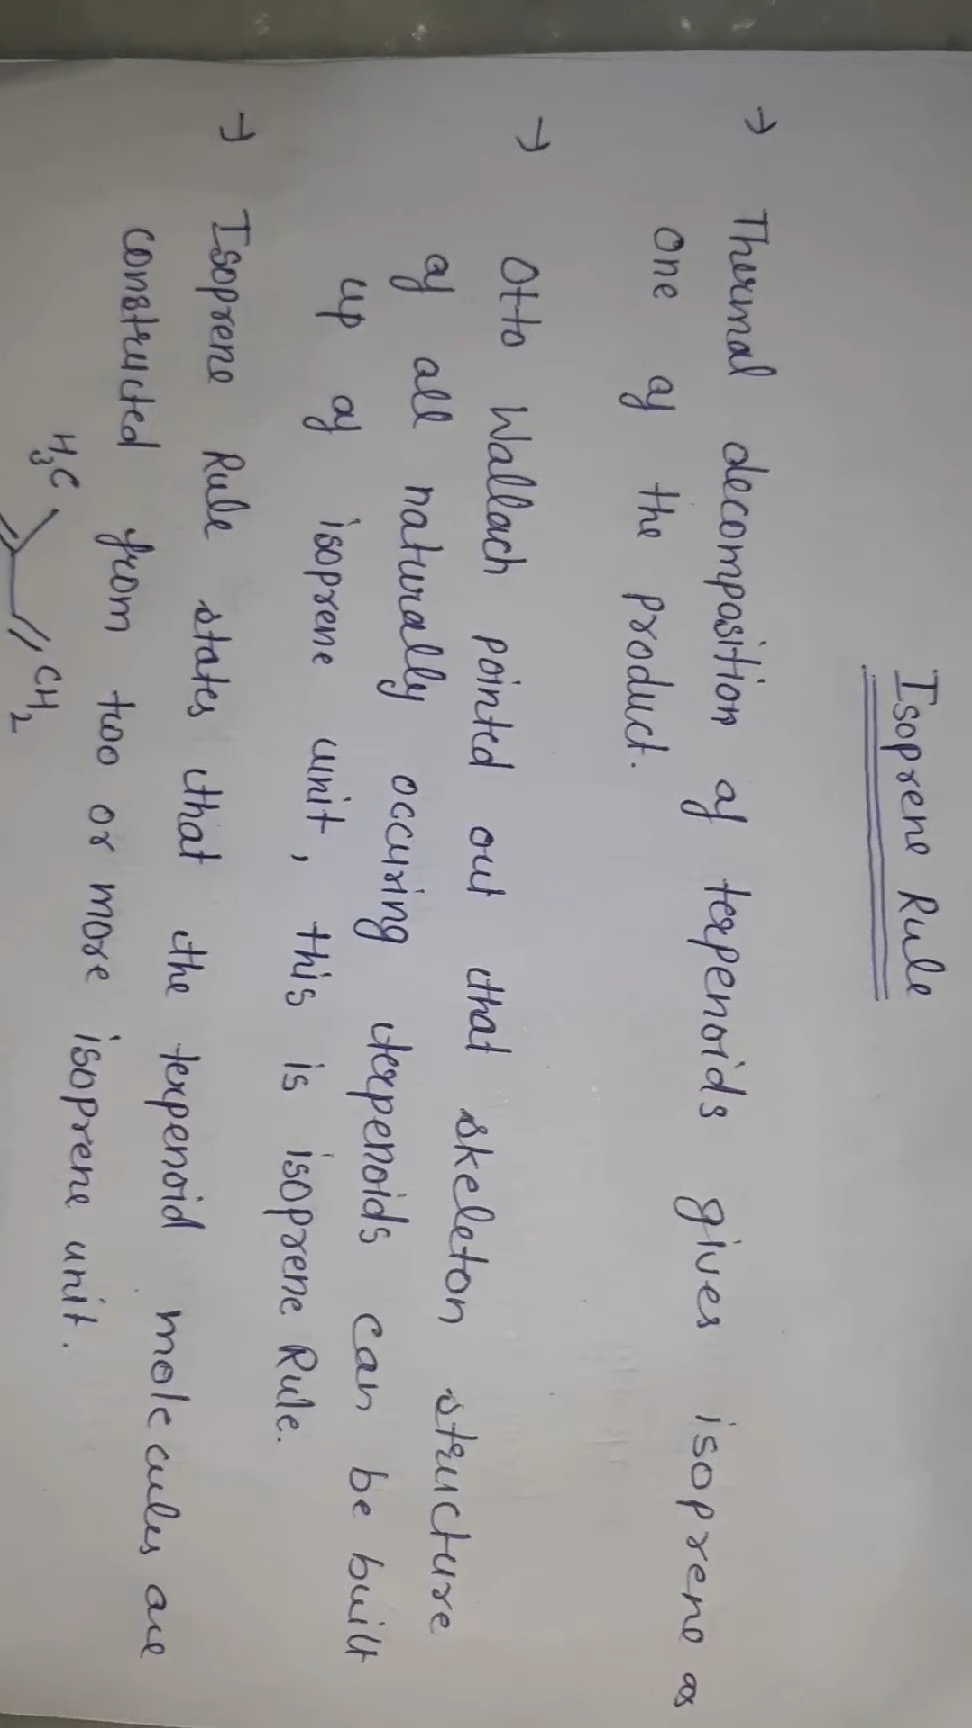 Isoprene Rule
→ Thermal decomposition of terpenoids gives isoprene as
one of the product.
→ Otto Wallach pointed out that skeleton structure
of all naturally occuring terpenoids can be built
up of isoprene unit, this is isoprene Rule.
→ Isoprene Rule states that the terpenoid molecules are
constructed from two or more isoprene unit.
H₃C
CH₂